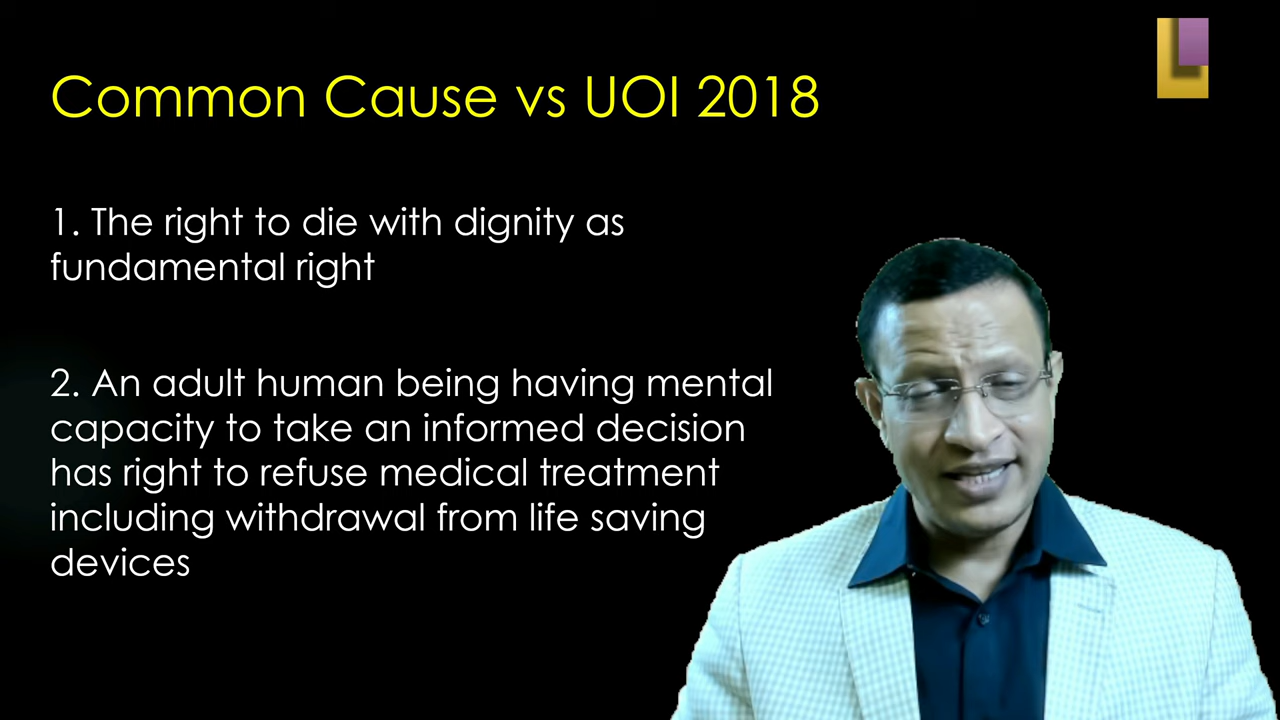 Common Cause vs UOI 2018
1. The right to die with dignity as
fundamental right
2. An adult human being having mental
capacity to take an informed decision
has right to refuse medical treatment
including withdrawal from life saving
devices